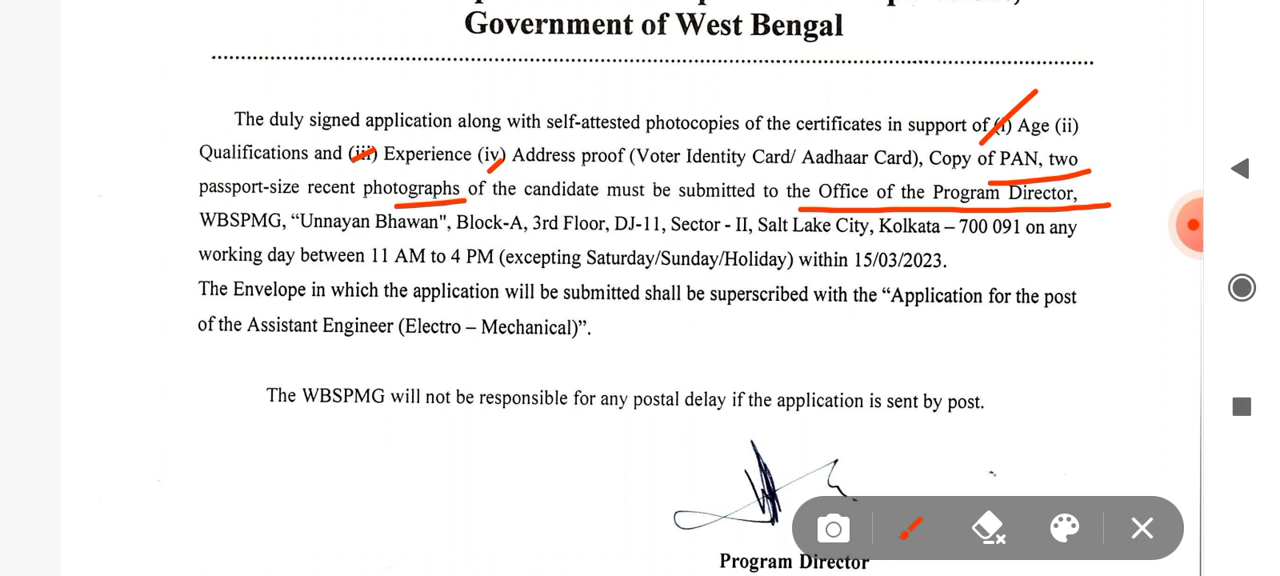 Government of West Bengal
The duly signed application along with self-attested photocopies of the certificates in support of (i) Age (ii)
Qualifications and (iii) Experience (iv) Address proof (Voter Identity Card/ Aadhaar Card), Copy of PAN, two
passport-size recent photographs of the candidate must be submitted to the Office of the Program Director,
WBSPMG, “Unnayan Bhawan", Block-A, 3rd Floor, DJ-11, Sector - II, Salt Lake City, Kolkata – 700 091 on any
working day between 11 AM to 4 PM (excepting Saturday/Sunday/Holiday) within 15/03/2023.
The Envelope in which the application will be submitted shall be superscribed with the “Application for the post
of the Assistant Engineer (Electro – Mechanical)”.
The WBSPMG will not be responsible for any postal delay if the application is sent by post.
Program Director